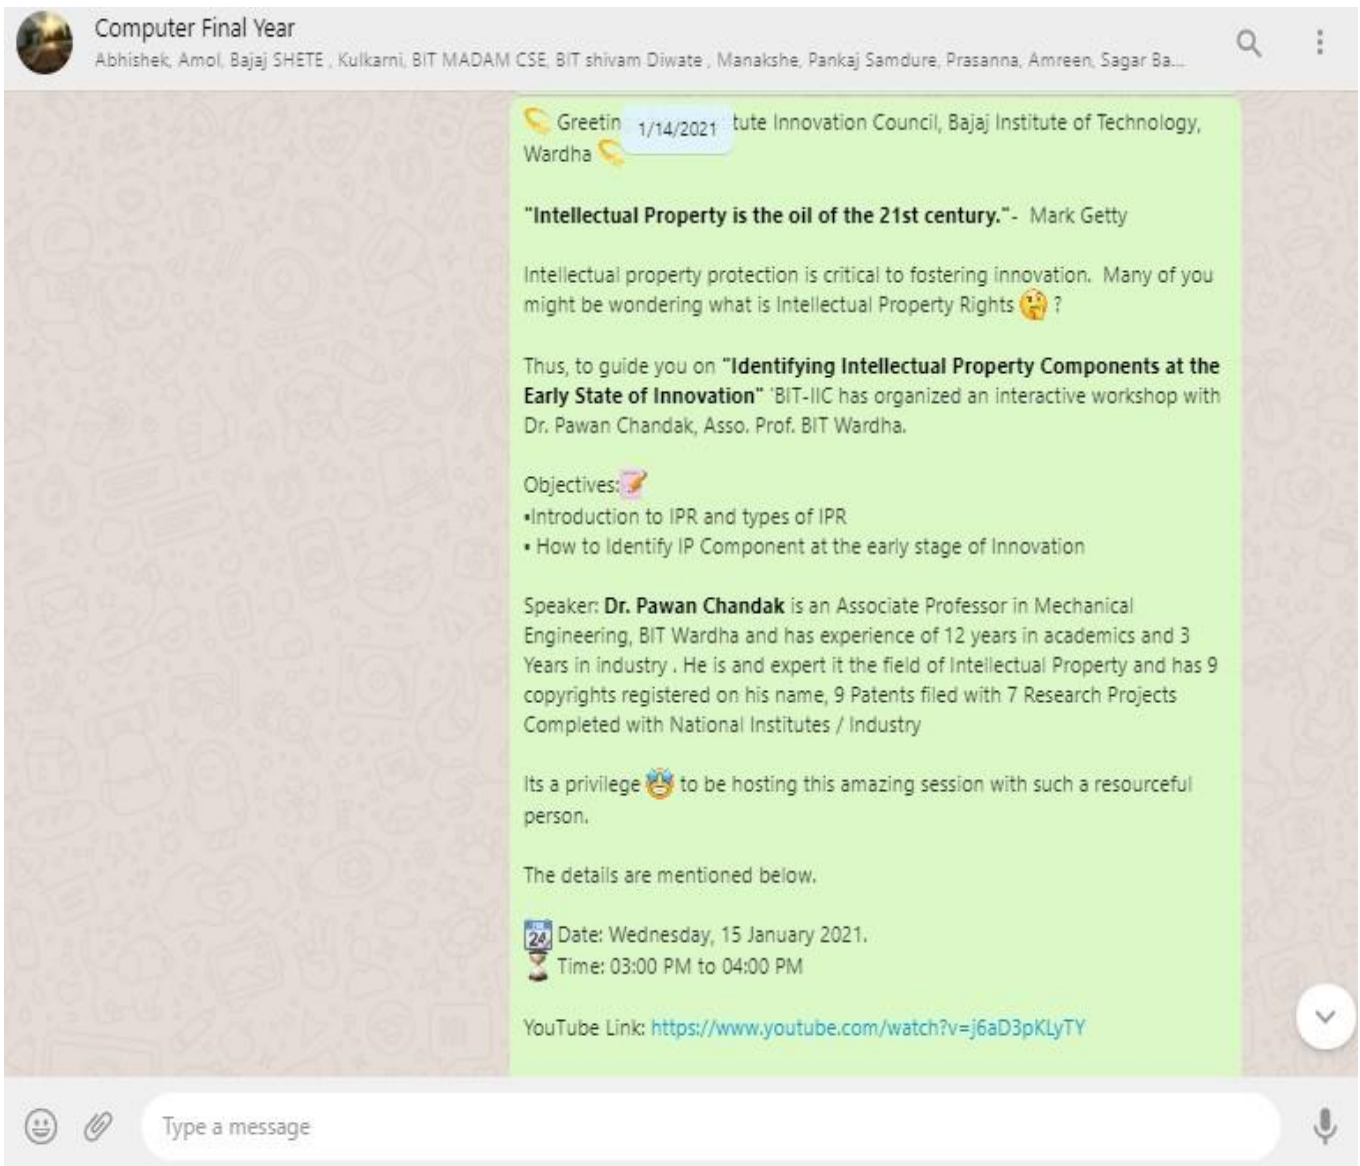 Computer Final Year
Abhishek, Amol, Bajaj SHETE , Kulkarni, BIT MADAM CSE, BIT shivam Diwate , Manakshe, Pankaj Samdure, Prasanna, Amreen, Sagar Ba...
1/14/2021
💫 Greetin tute Innovation Council, Bajaj Institute of Technology,
Wardha 💫
"Intellectual Property is the oil of the 21st century."- Mark Getty
Intellectual property protection is critical to fostering innovation. Many of you
might be wondering what is Intellectual Property Rights 🤔 ?
Thus, to guide you on "Identifying Intellectual Property Components at the
Early State of Innovation" 'BIT-IIC has organized an interactive workshop with
Dr. Pawan Chandak, Asso. Prof. BIT Wardha.
Objectives:📝
▪Introduction to IPR and types of IPR
▪ How to Identify IP Component at the early stage of Innovation
Speaker: Dr. Pawan Chandak is an Associate Professor in Mechanical
Engineering, BIT Wardha and has experience of 12 years in academics and 3
Years in industry . He is and expert it the field of Intellectual Property and has 9
copyrights registered on his name, 9 Patents filed with 7 Research Projects
Completed with National Institutes / Industry
Its a privilege 🤩 to be hosting this amazing session with such a resourceful
person.
The details are mentioned below.
📆 Date: Wednesday, 15 January 2021.
⏳ Time: 03:00 PM to 04:00 PM
YouTube Link: https://www.youtube.com/watch?v=j6aD3pKLyTY
Type a message